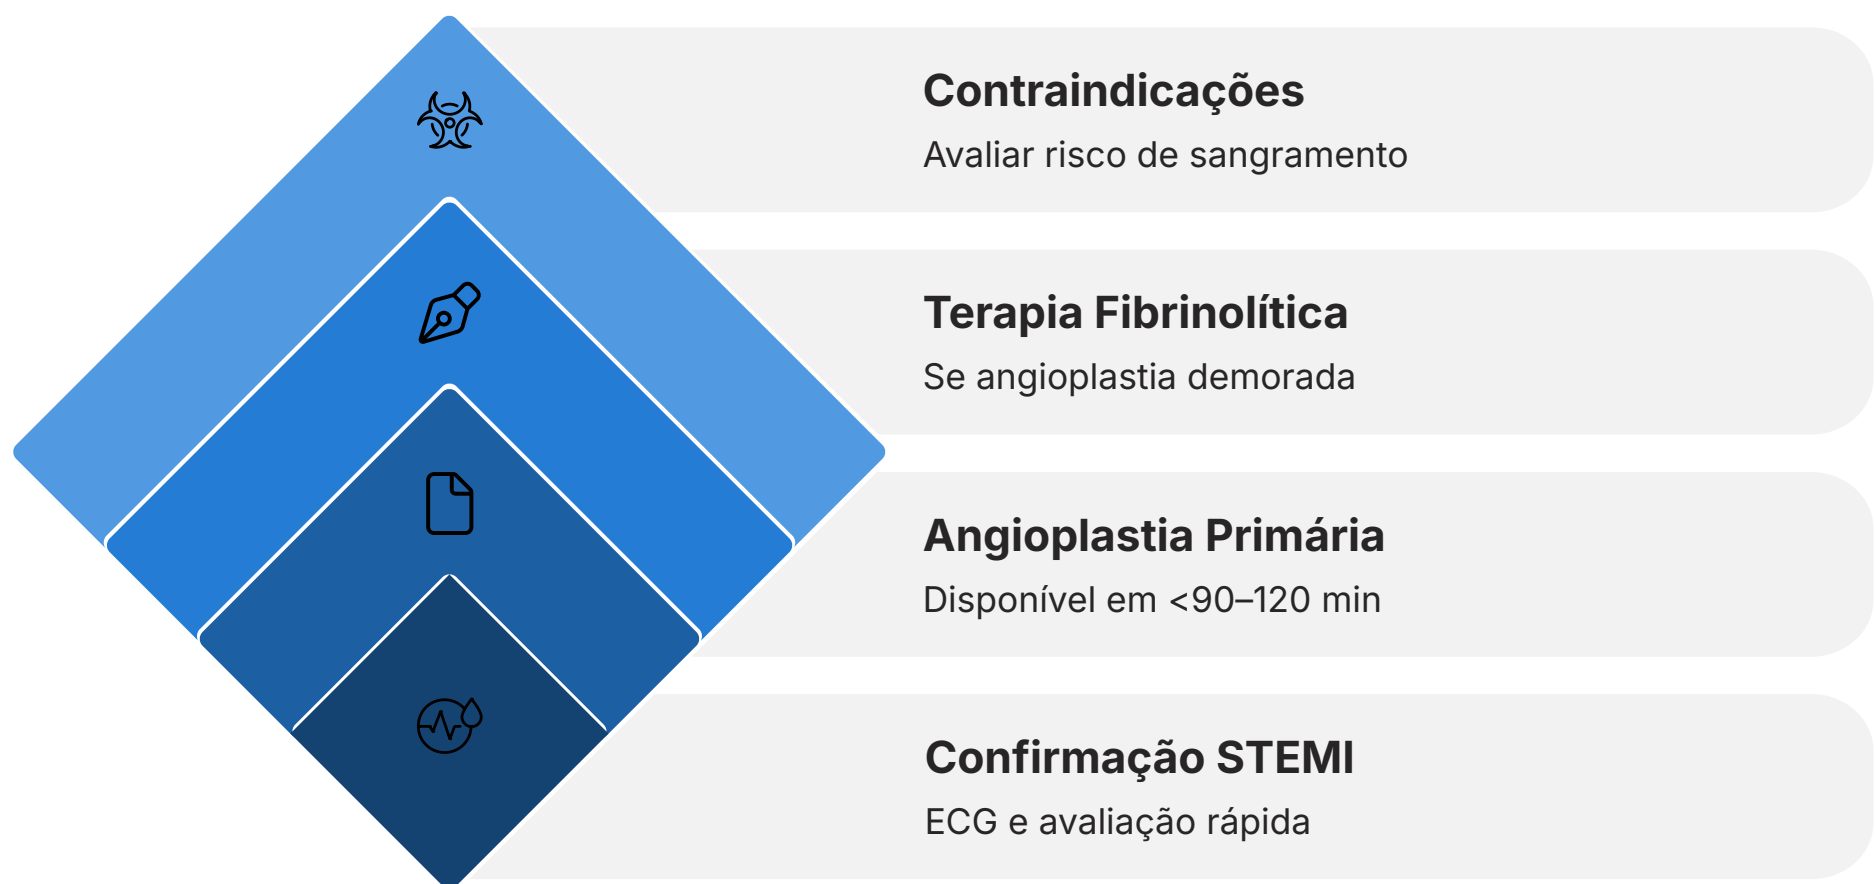 Contraindicações
Avaliar risco de sangramento
Terapia Fibrinolítica
Se angioplastia demorada
Angioplastia Primária
Disponível em <90–120 min
Confirmação STEMI
ECG e avaliação rápida